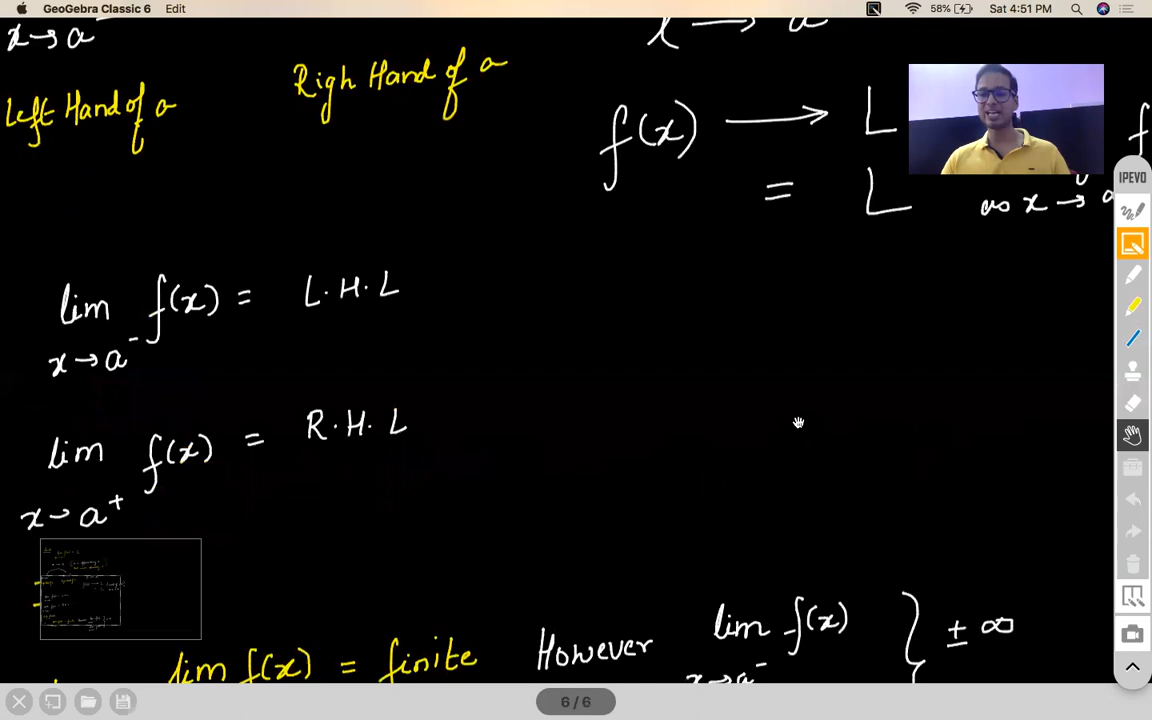 GeoGebra Classic 6 Edit 58% Sat 4:51 PM
x→a⁻
Left Hand of a
Righ Hand of a
f(x) → L
= L
as x→
IPEVO
lim f(x) = L.H.L
x→a⁻
lim f(x) = R.H.L
x→a⁺
lim f(x) = finite
However lim f(x) } ± ∞
x→a⁻
6 / 6